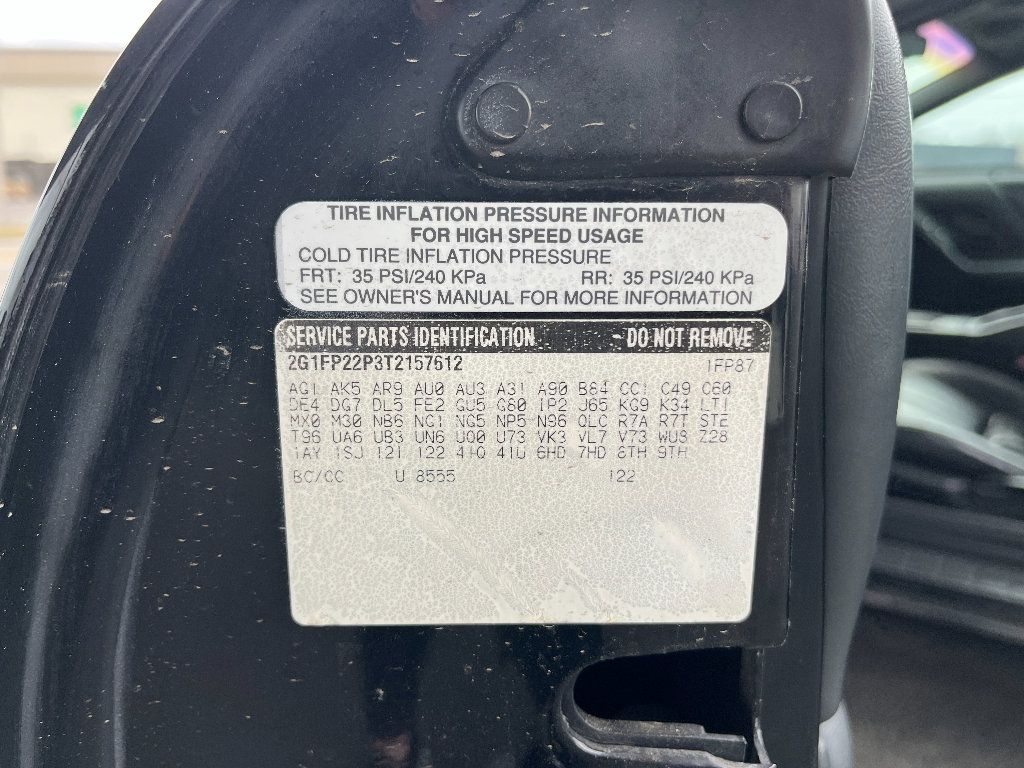 TIRE INFLATION PRESSURE INFORMATION
FOR HIGH SPEED USAGE
COLD TIRE INFLATION PRESSURE
FRT: 35 PSI/240 KPa RR: 35 PSI/240 KPa
SEE OWNER'S MANUAL FOR MORE INFORMATION
SERVICE PARTS IDENTIFICATION - DO NOT REMOVE
2G1FP22P3T2157612 1FP87
AG1 AK5 AR9 AU0 AU3 A31 A90 B84 CC1 C49 C60
DE4 DG7 DL5 FE2 GU5 G80 1P2 J65 KG9 K34 LT1
MX0 M30 NB6 NC1 NG5 NP5 N96 QLC R7A R7T STE
T96 UA6 UB3 UN6 UQ0 U73 VK3 VL7 V73 WU8 Z28
1AY 1SJ 12I 122 41U 6HD 7HD 8TH 9TH
BC/CC U 8555 122